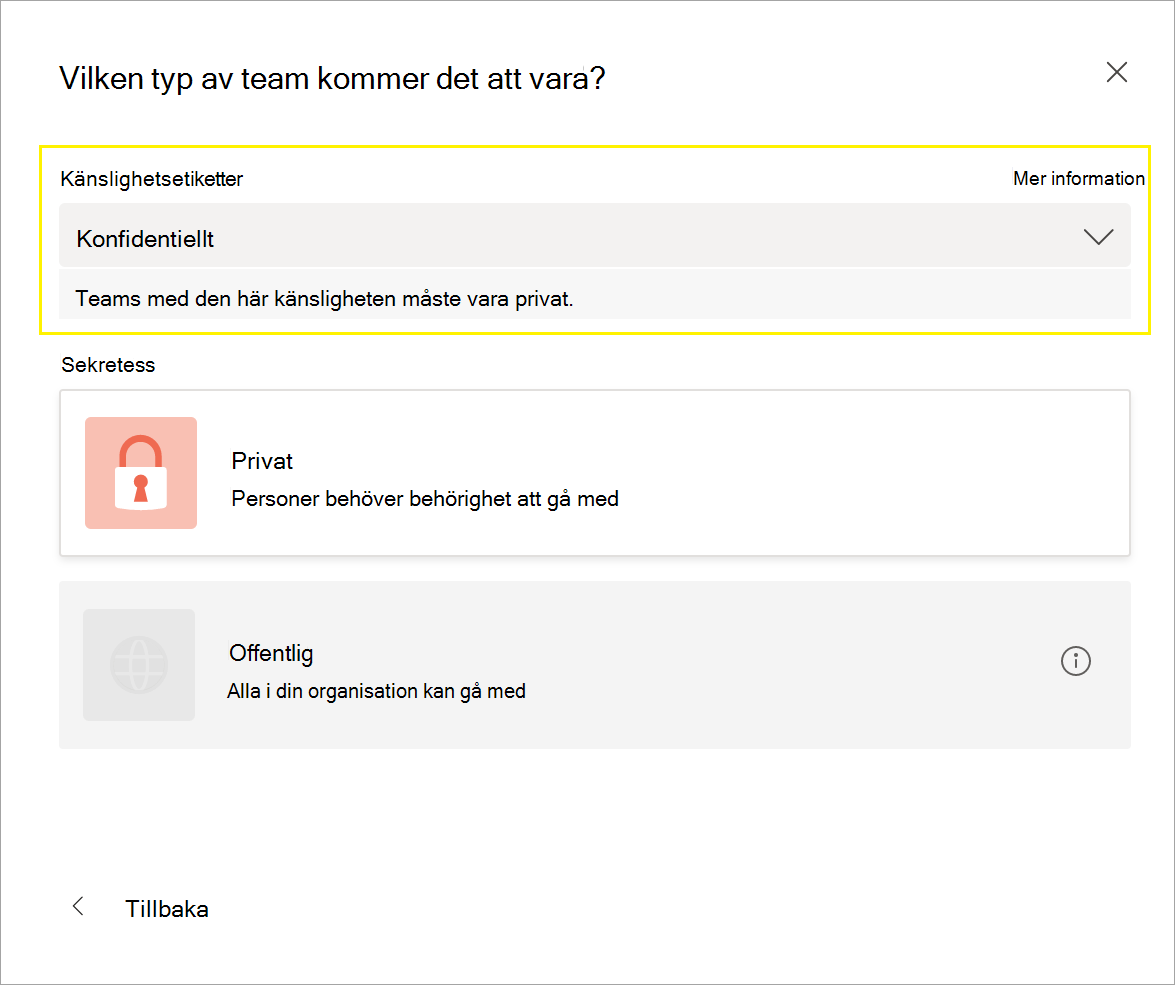 Vilken typ av team kommer det att vara?
Känslighetsetiketter
Mer information
Konfidentiellt
Teams med den här känsligheten måste vara privat.
Sekretess
Privat
Personer behöver behörighet att gå med
Offentlig
Alla i din organisation kan gå med
Tillbaka